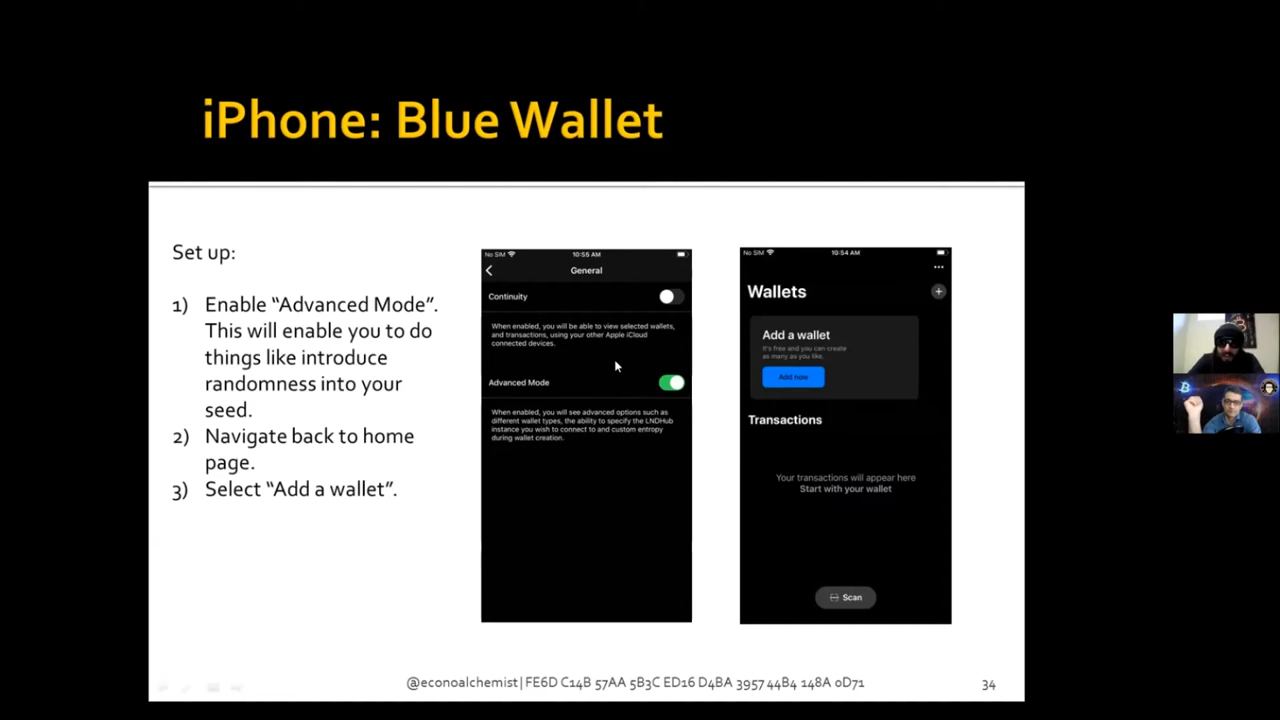 iPhone: Blue Wallet
Set up:
1) Enable "Advanced Mode".
This will enable you to do
things like introduce
randomness into your
seed.
2) Navigate back to home
page.
3) Select "Add a wallet".
No SIM 10:55 AM
General
Continuity
When enabled, you will be able to view selected wallets,
and transactions, using your other Apple iCloud
connected devices.
Advanced Mode
When enabled, you will see advanced options such as
different wallet types, the ability to specify the LNDHub
instance you wish to connect to and custom entropy
during wallet creation.
No SIM 10:54 AM
Wallets
Add a wallet
It's free and you can create
as many as you like.
Add now
Transactions
Your transactions will appear here
Start with your wallet
Scan
@econoalchemist| FE6D C14B 57AA 5B3C ED16 D4BA 3957 44B4 148A 0D71
34